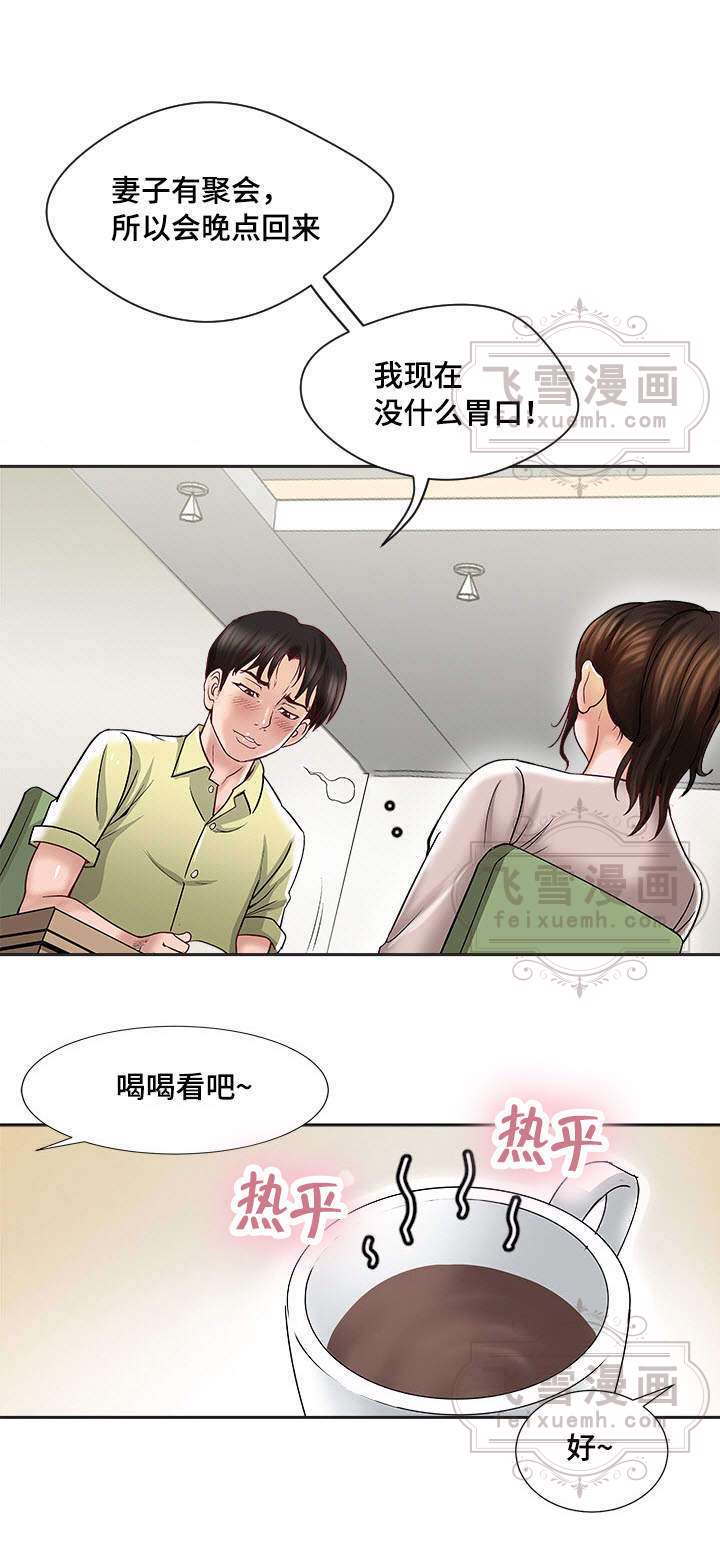 妻子有聚会，
所以会晚点回来
我现在
没什么胃口！
飞雪漫画
feixuemh.com
飞雪漫画
feixuemh.com
喝喝看吧~
热乎
热乎
飞雪漫画
feixuemh.com
好~